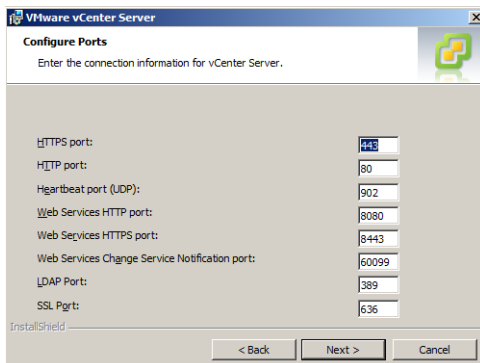 VMware vCenter Server
Configure Ports
Enter the connection information for vCenter Server.
HTTPS port: 443
HTTP port: 80
Heartbeat port (UDP): 902
Web Services HTTP port: 8080
Web Services HTTPS port: 8443
Web Services Change Service Notification port: 60099
LDAP Port: 389
SSL Port: 636
InstallShield
< Back Next > Cancel